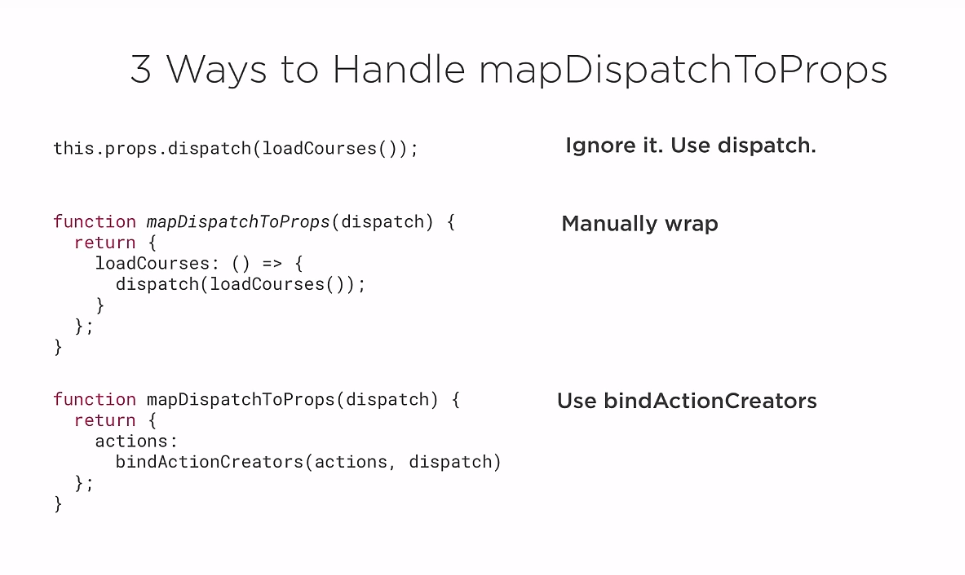 3 Ways to Handle mapDispatchToProps
this.props.dispatch(loadCourses());
Ignore it. Use dispatch.
function mapDispatchToProps(dispatch) {
  return {
    loadCourses: () => {
      dispatch(loadCourses());
    }
  };
}
Manually wrap
function mapDispatchToProps(dispatch) {
  return {
    actions:
      bindActionCreators(actions, dispatch)
  };
}
Use bindActionCreators